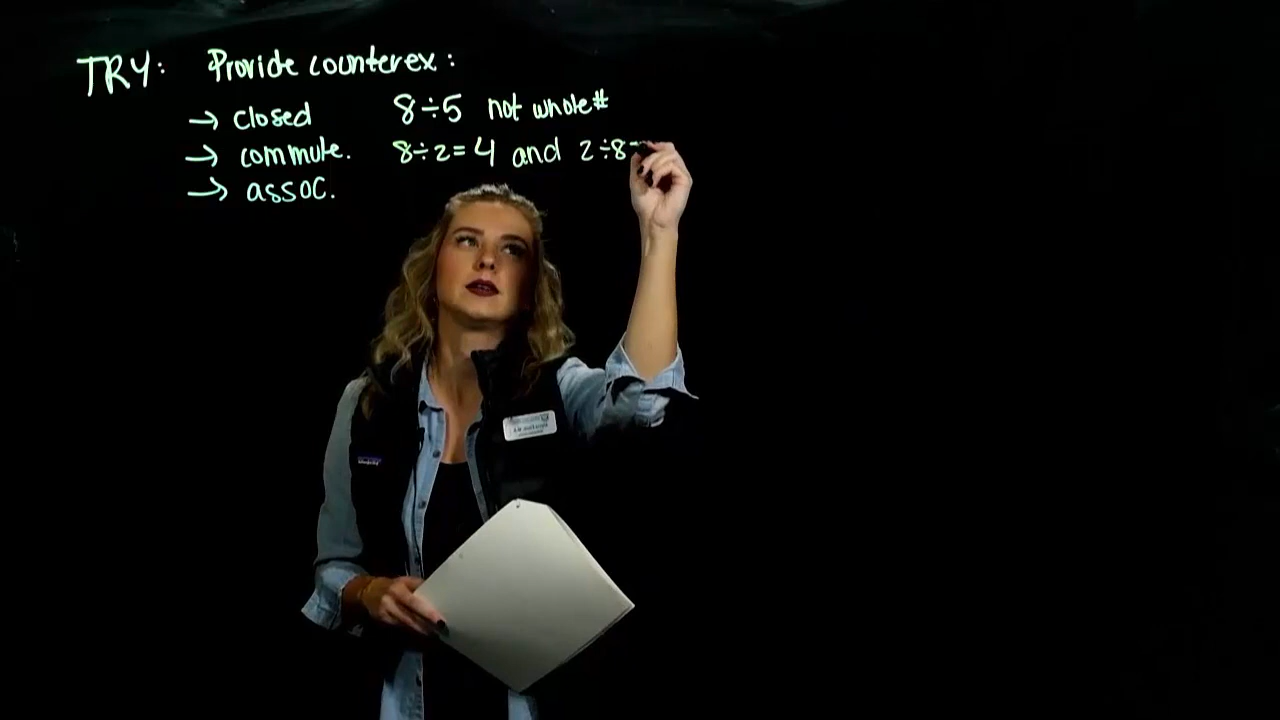 TRY: Provide counterex:
→ closed 8÷5 not whole#
→ commute. 8÷2=4 and 2÷8=
→ assoc.